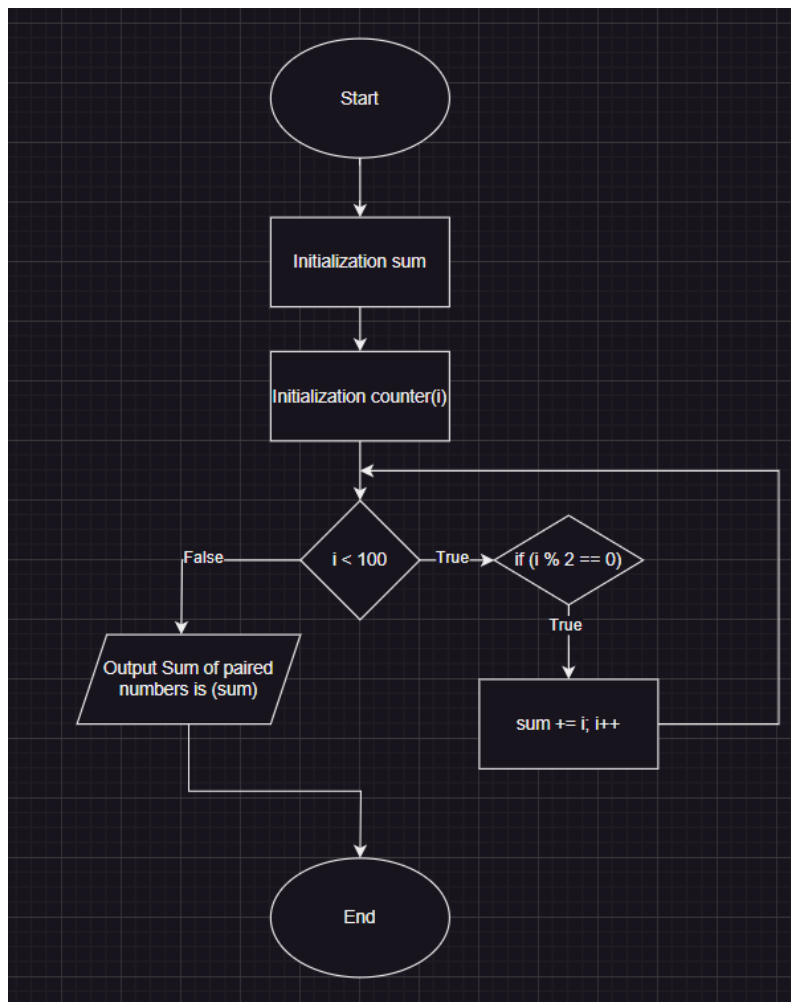 Start
Initialization sum
Initialization counter(i)
i < 100
False
True
if (i % 2 == 0)
True
Output Sum of paired
numbers is (sum)
sum += i; i++
End